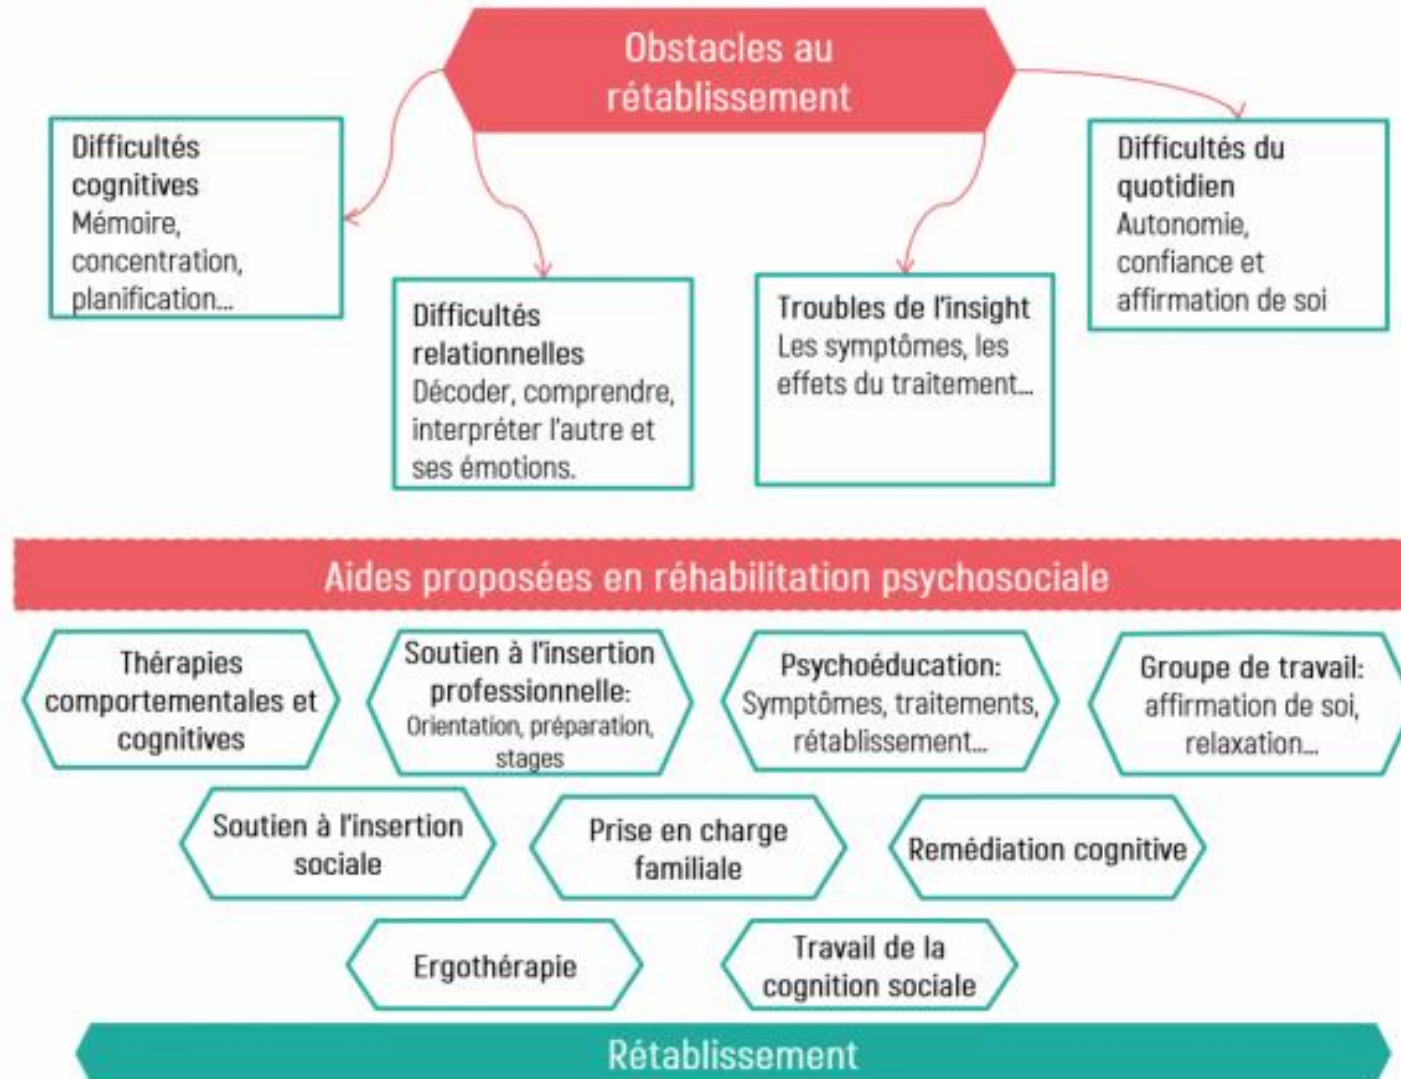 Obstacles au
rétablissement
Difficultés
cognitives
Mémoire,
concentration,
planification...
Difficultés
relationnelles
Décoder, comprendre,
interpréter l'autre et
ses émotions.
Troubles de l'insight
Les symptômes, les
effets du traitement...
Difficultés du
quotidien
Autonomie,
confiance et
affirmation de soi
Aides proposées en réhabilitation psychosociale
Thérapies
comportementales et
cognitives
Soutien à l'insertion
professionnelle:
Orientation, préparation,
stages
Psychoéducation:
Symptômes, traitements,
rétablissement...
Groupe de travail:
affirmation de soi,
relaxation...
Soutien à l'insertion
sociale
Prise en charge
familiale
Remédiation cognitive
Ergothérapie
Travail de la
cognition sociale
Rétablissement